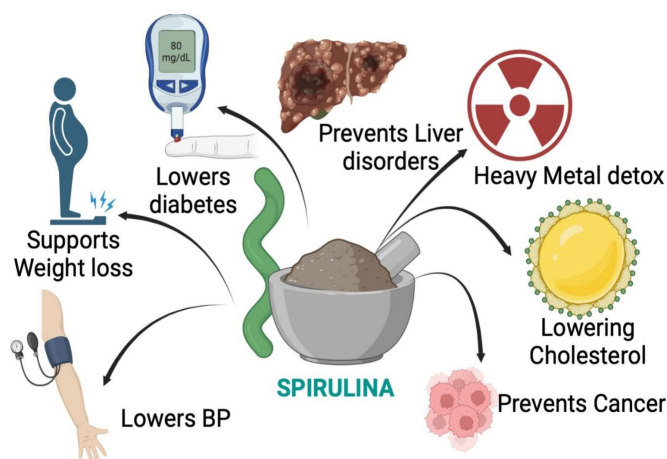 80
mg/dL
Lowers
diabetes
Prevents Liver
disorders
Heavy Metal detox
Supports
Weight loss
Lowering
Cholesterol
SPIRULINA
Prevents Cancer
Lowers BP